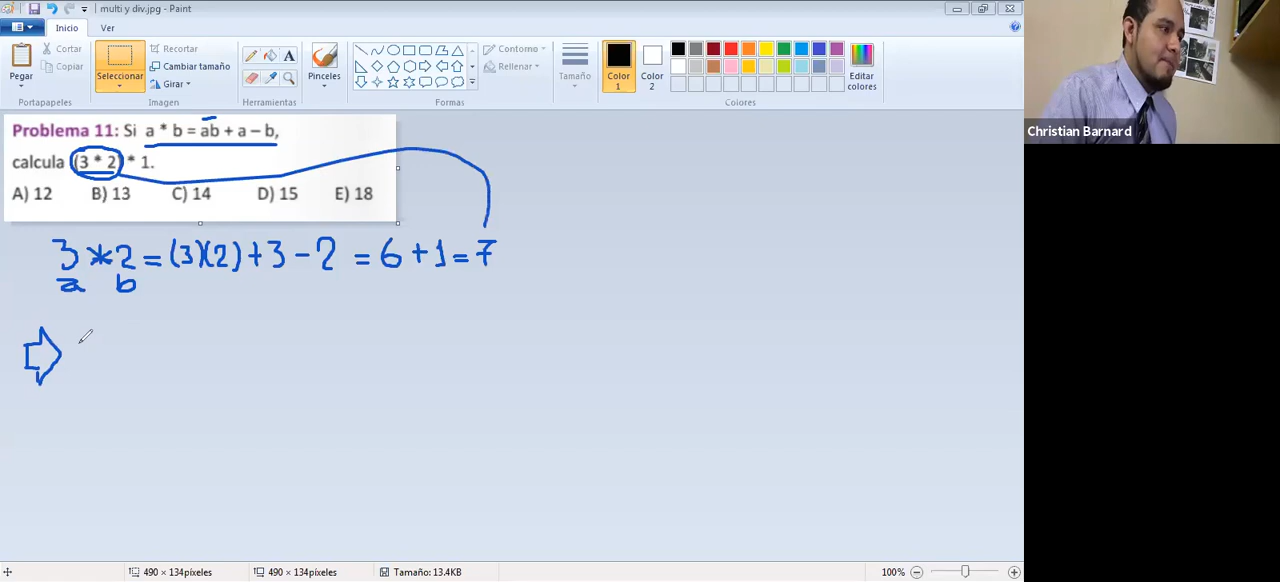 multi y div.jpg - Paint
Inicio Ver
Pegar
Cortar
Copiar
Portapapeles
Seleccionar
Recortar
Cambiar tamaño
Girar
Imagen
A
Herramientas
Pinceles
Contorno
Rellenar
Formas
Tamaño
Color 1
Color 2
Editar colores
Colores
Christian Barnard
Problema 11: Si a * b = ab + a – b,
calcula (3 * 2) * 1.
A) 12 B) 13 C) 14 D) 15 E) 18
3 * 2 = (3)(2) + 3 - 2 = 6 + 1 = 7
a b
490 × 134píxeles 490 × 134píxeles Tamaño: 13.4KB 100%